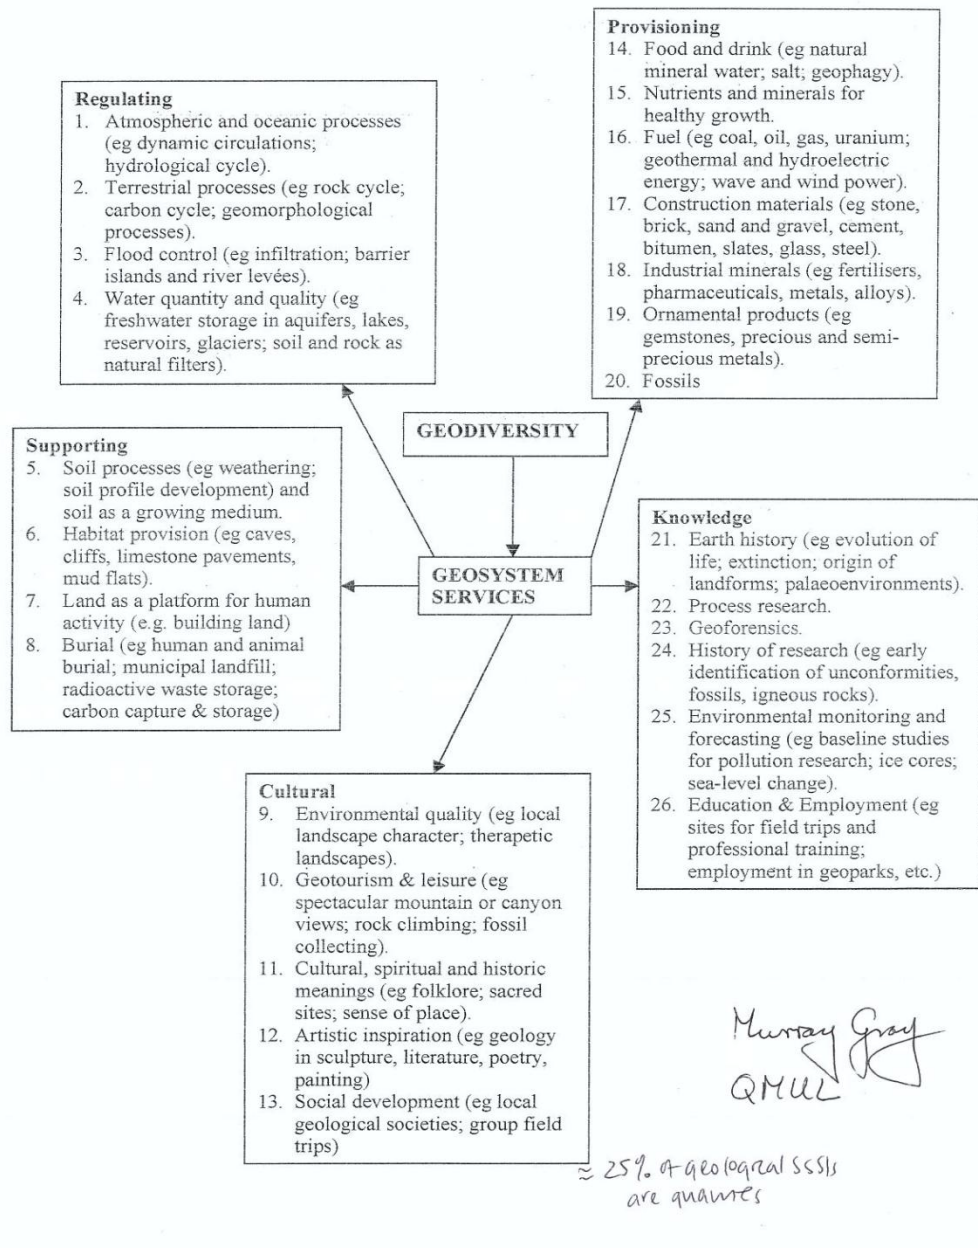 Regulating
1. Atmospheric and oceanic processes
(eg dynamic circulations;
hydrological cycle).
2. Terrestrial processes (eg rock cycle;
carbon cycle; geomorphological
processes).
3. Flood control (eg infiltration; barrier
islands and river levées).
4. Water quantity and quality (eg
freshwater storage in aquifers, lakes,
reservoirs, glaciers; soil and rock as
natural filters).
Provisioning
14. Food and drink (eg natural
mineral water; salt; geophagy).
15. Nutrients and minerals for
healthy growth.
16. Fuel (eg coal, oil, gas, uranium;
geothermal and hydroelectric
energy; wave and wind power).
17. Construction materials (eg stone,
brick, sand and gravel, cement,
bitumen, slates, glass, steel).
18. Industrial minerals (eg fertilisers,
pharmaceuticals, metals, alloys).
19. Ornamental products (eg
gemstones, precious and semi-
precious metals).
20. Fossils
GEODIVERSITY
Supporting
5. Soil processes (eg weathering;
soil profile development) and
soil as a growing medium.
6. Habitat provision (eg caves,
cliffs, limestone pavements,
mud flats).
7. Land as a platform for human
activity (e.g. building land)
8. Burial (eg human and animal
burial; municipal landfill;
radioactive waste storage;
carbon capture & storage)
GEOSYSTEM
SERVICES
Knowledge
21. Earth history (eg evolution of
life; extinction; origin of
landforms; palaeoenvironments).
22. Process research.
23. Geoforensics.
24. History of research (eg early
identification of unconformities,
fossils, igneous rocks).
25. Environmental monitoring and
forecasting (eg baseline studies
for pollution research; ice cores;
sea-level change).
26. Education & Employment (eg
sites for field trips and
professional training;
employment in geoparks, etc.)
Cultural
9. Environmental quality (eg local
landscape character; therapetic
landscapes).
10. Geotourism & leisure (eg
spectacular mountain or canyon
views; rock climbing; fossil
collecting).
11. Cultural, spiritual and historic
meanings (eg folklore; sacred
sites; sense of place).
12. Artistic inspiration (eg geology
in sculpture, literature, poetry,
painting)
13. Social development (eg local
geological societies; group field
trips)
Murray Gray
QMUL
≈ 25% of geological SSSIs
are quarries